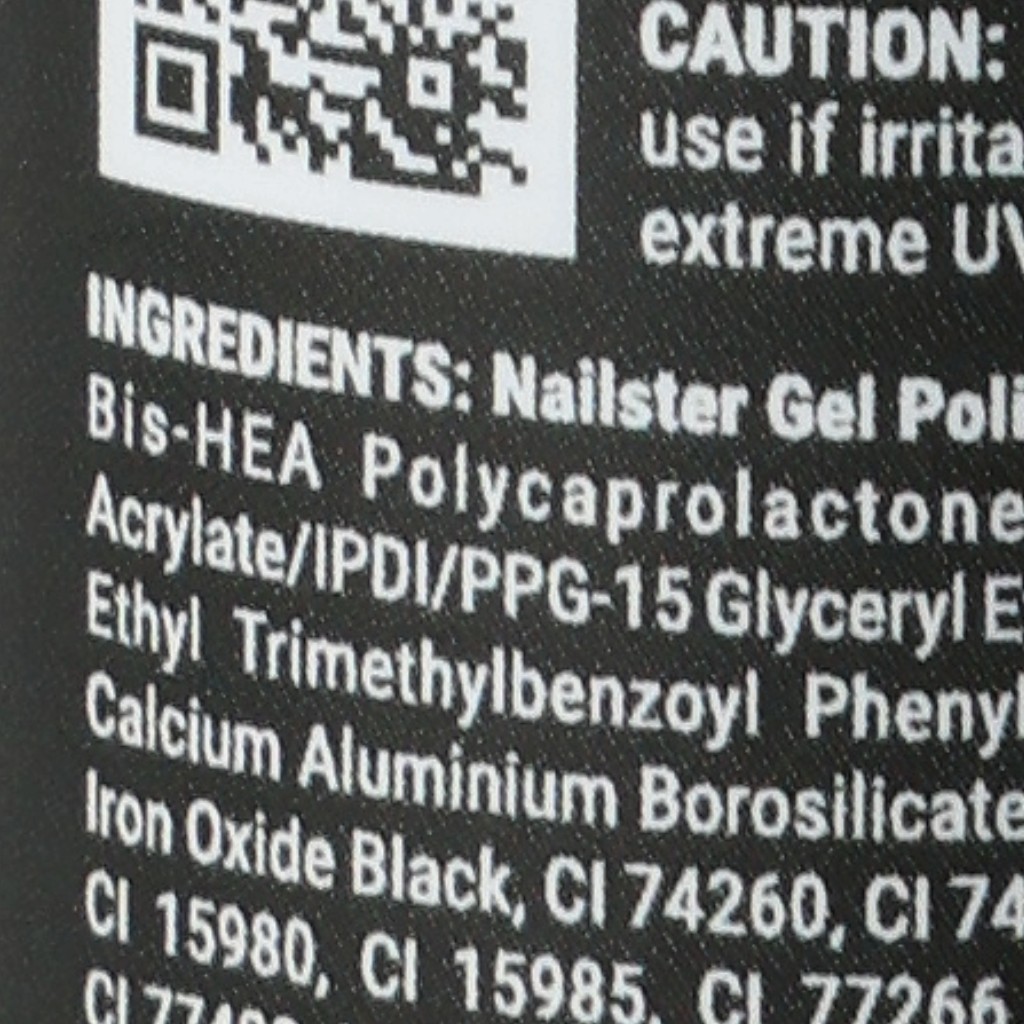 CAUTION:
use if irrita
extreme UV
INGREDIENTS: Nailster Gel Poli
Bis-HEA Polycaprolactone
Acrylate/IPDI/PPG-15 Glyceryl E
Ethyl Trimethylbenzoyl Phenyl
Calcium Aluminium Borosilicate
Iron Oxide Black, CI 74260, CI 74
CI 15980, CI 15985, CI 77266
CI